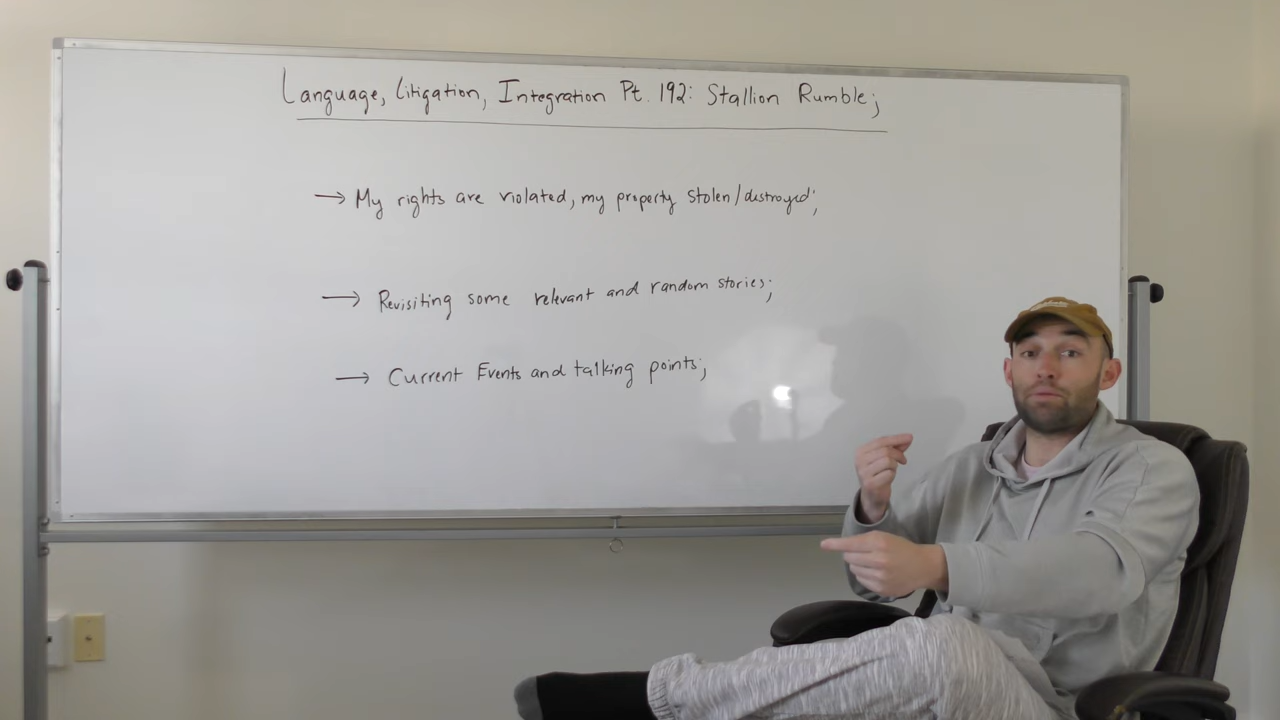 Language, Litigation, Integration Pt. 192: Stallion Rumble;
→ My rights are violated, my property stolen/destroyed;
→ Revisiting some relevant and random stories;
→ Current Events and talking points;